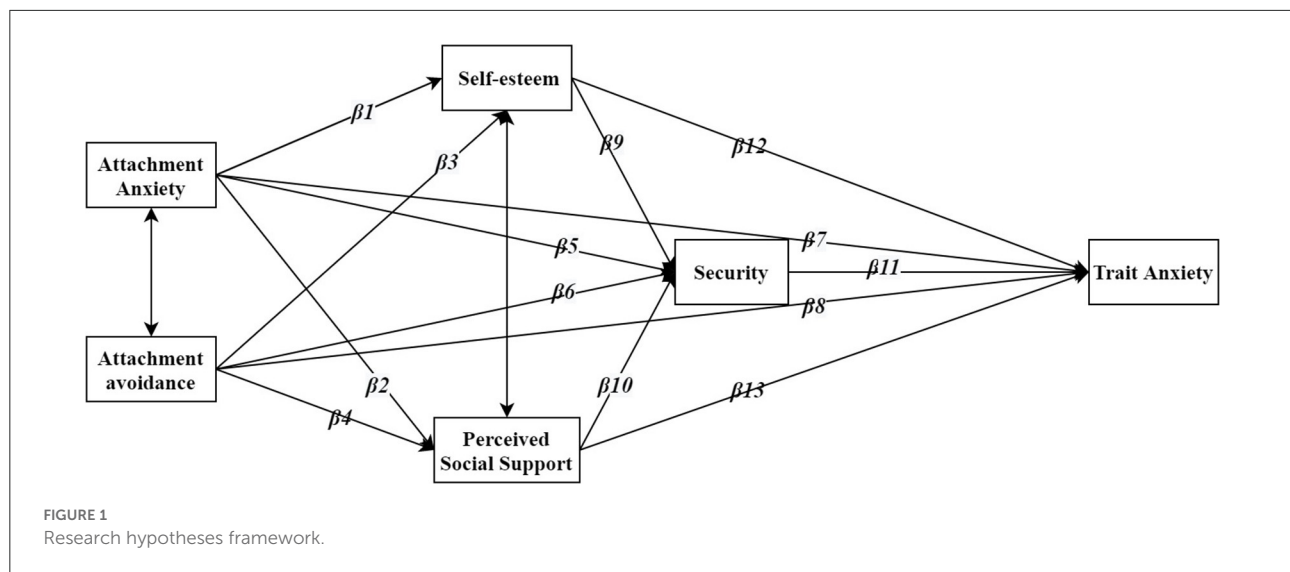 Self-esteem
β1
β9
β12
Attachment
Anxiety
β3
β5
β7
Security
β11
Trait Anxiety
β6
β8
Attachment
avoidance
β2
β10
β13
β4
Perceived
Social Support
FIGURE 1
Research hypotheses framework.